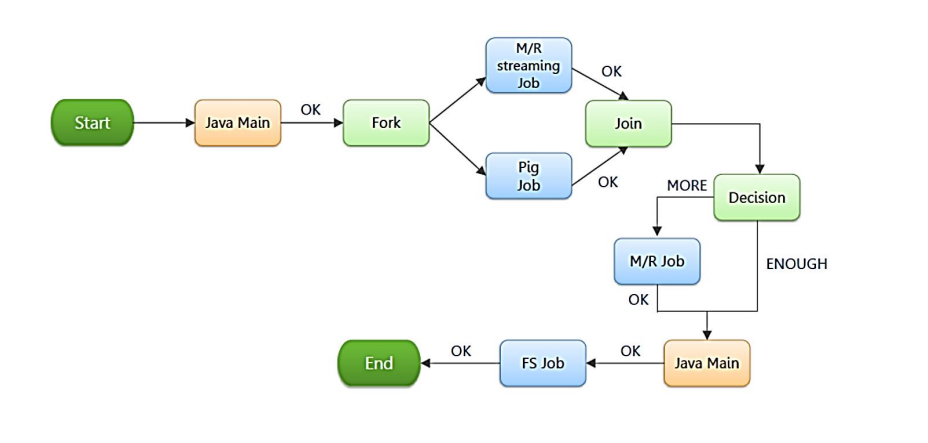 M/R
streaming
Job
OK
Start
Java Main
OK
Fork
Join
Pig
Job
OK
MORE
Decision
M/R Job
ENOUGH
OK
End
OK
FS Job
OK
Java Main